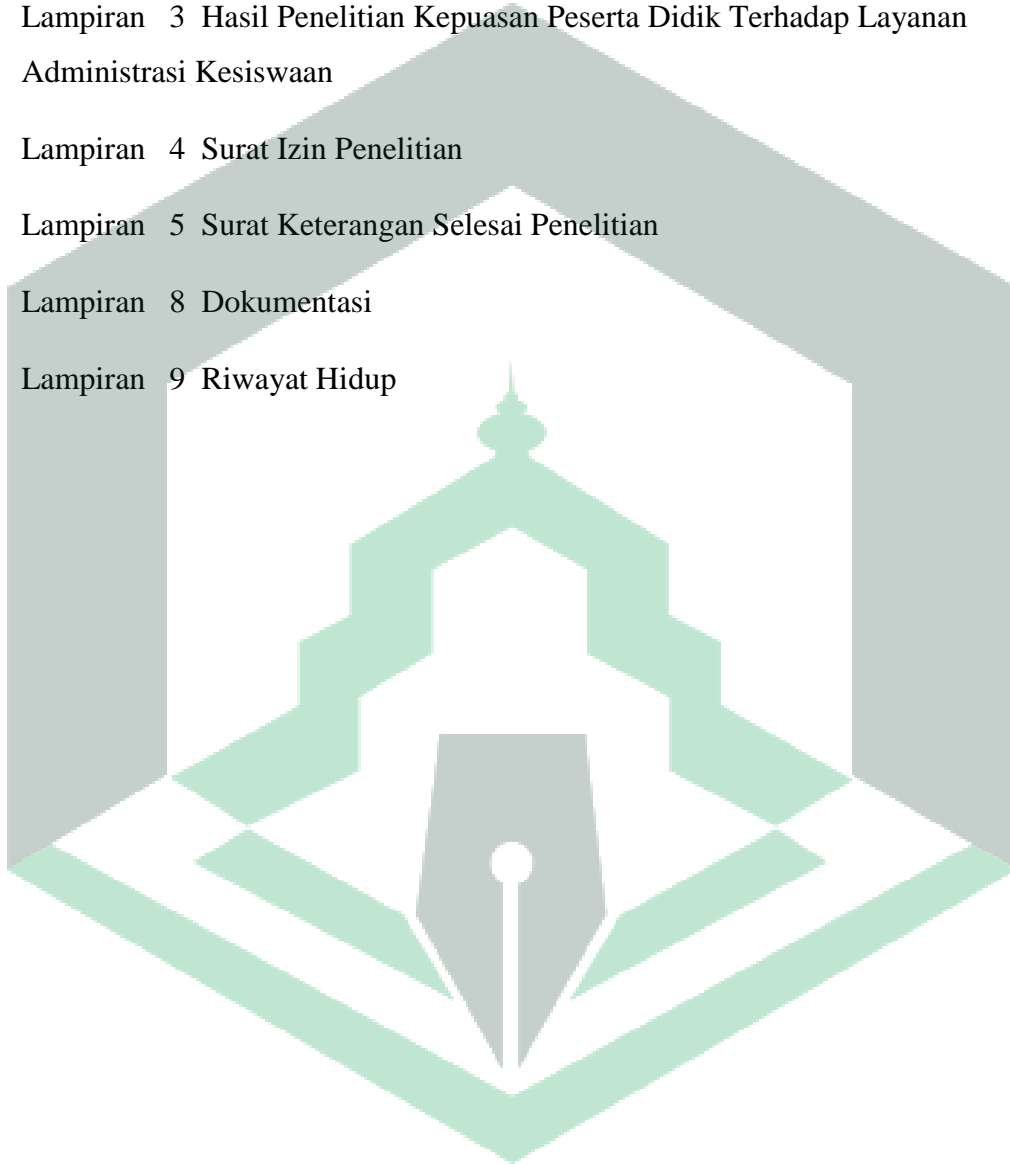 Lampiran 3 Hasil Penelitian Kepuasan Peserta Didik Terhadap Layanan
Administrasi Kesiswaan
Lampiran 4 Surat Izin Penelitian
Lampiran 5 Surat Keterangan Selesai Penelitian
Lampiran 8 Dokumentasi
Lampiran 9 Riwayat Hidup